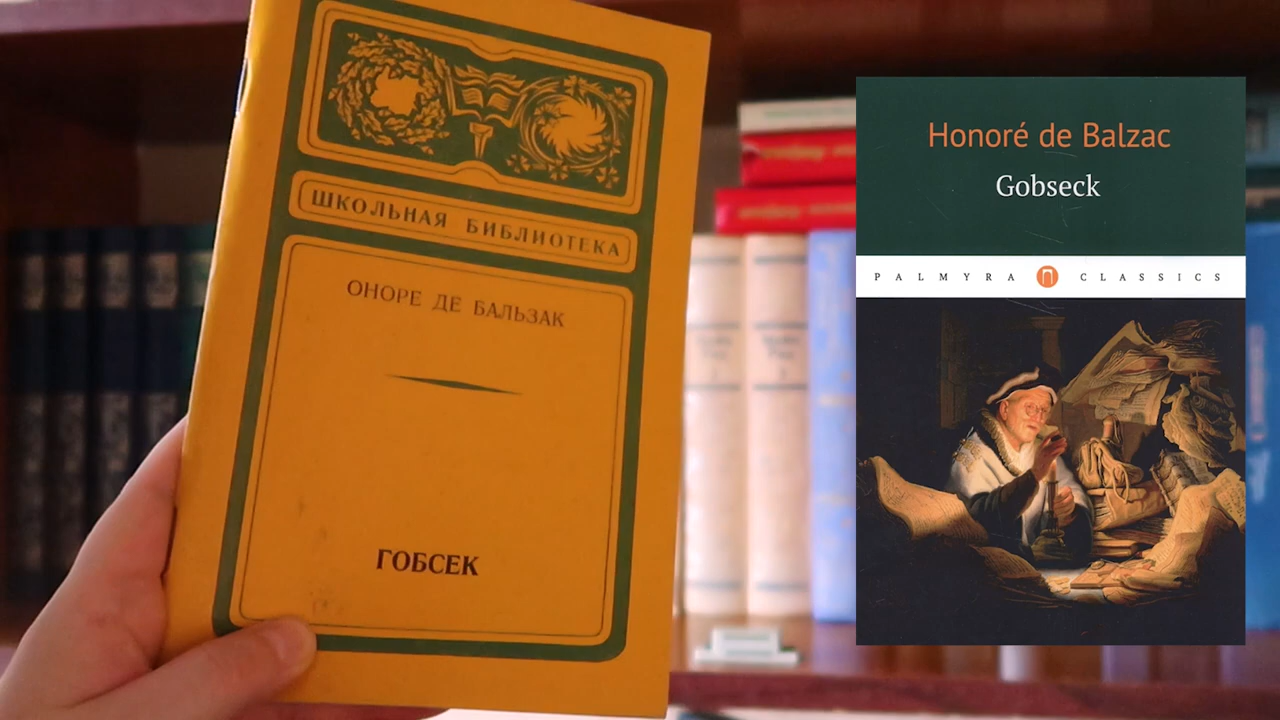 ШКОЛЬНАЯ БИБЛИОТЕКА
ОНОРЕ ДЕ БАЛЬЗАК
ГОБСЕК
Honoré de Balzac
Gobseck
PALMYRA CLASSICS